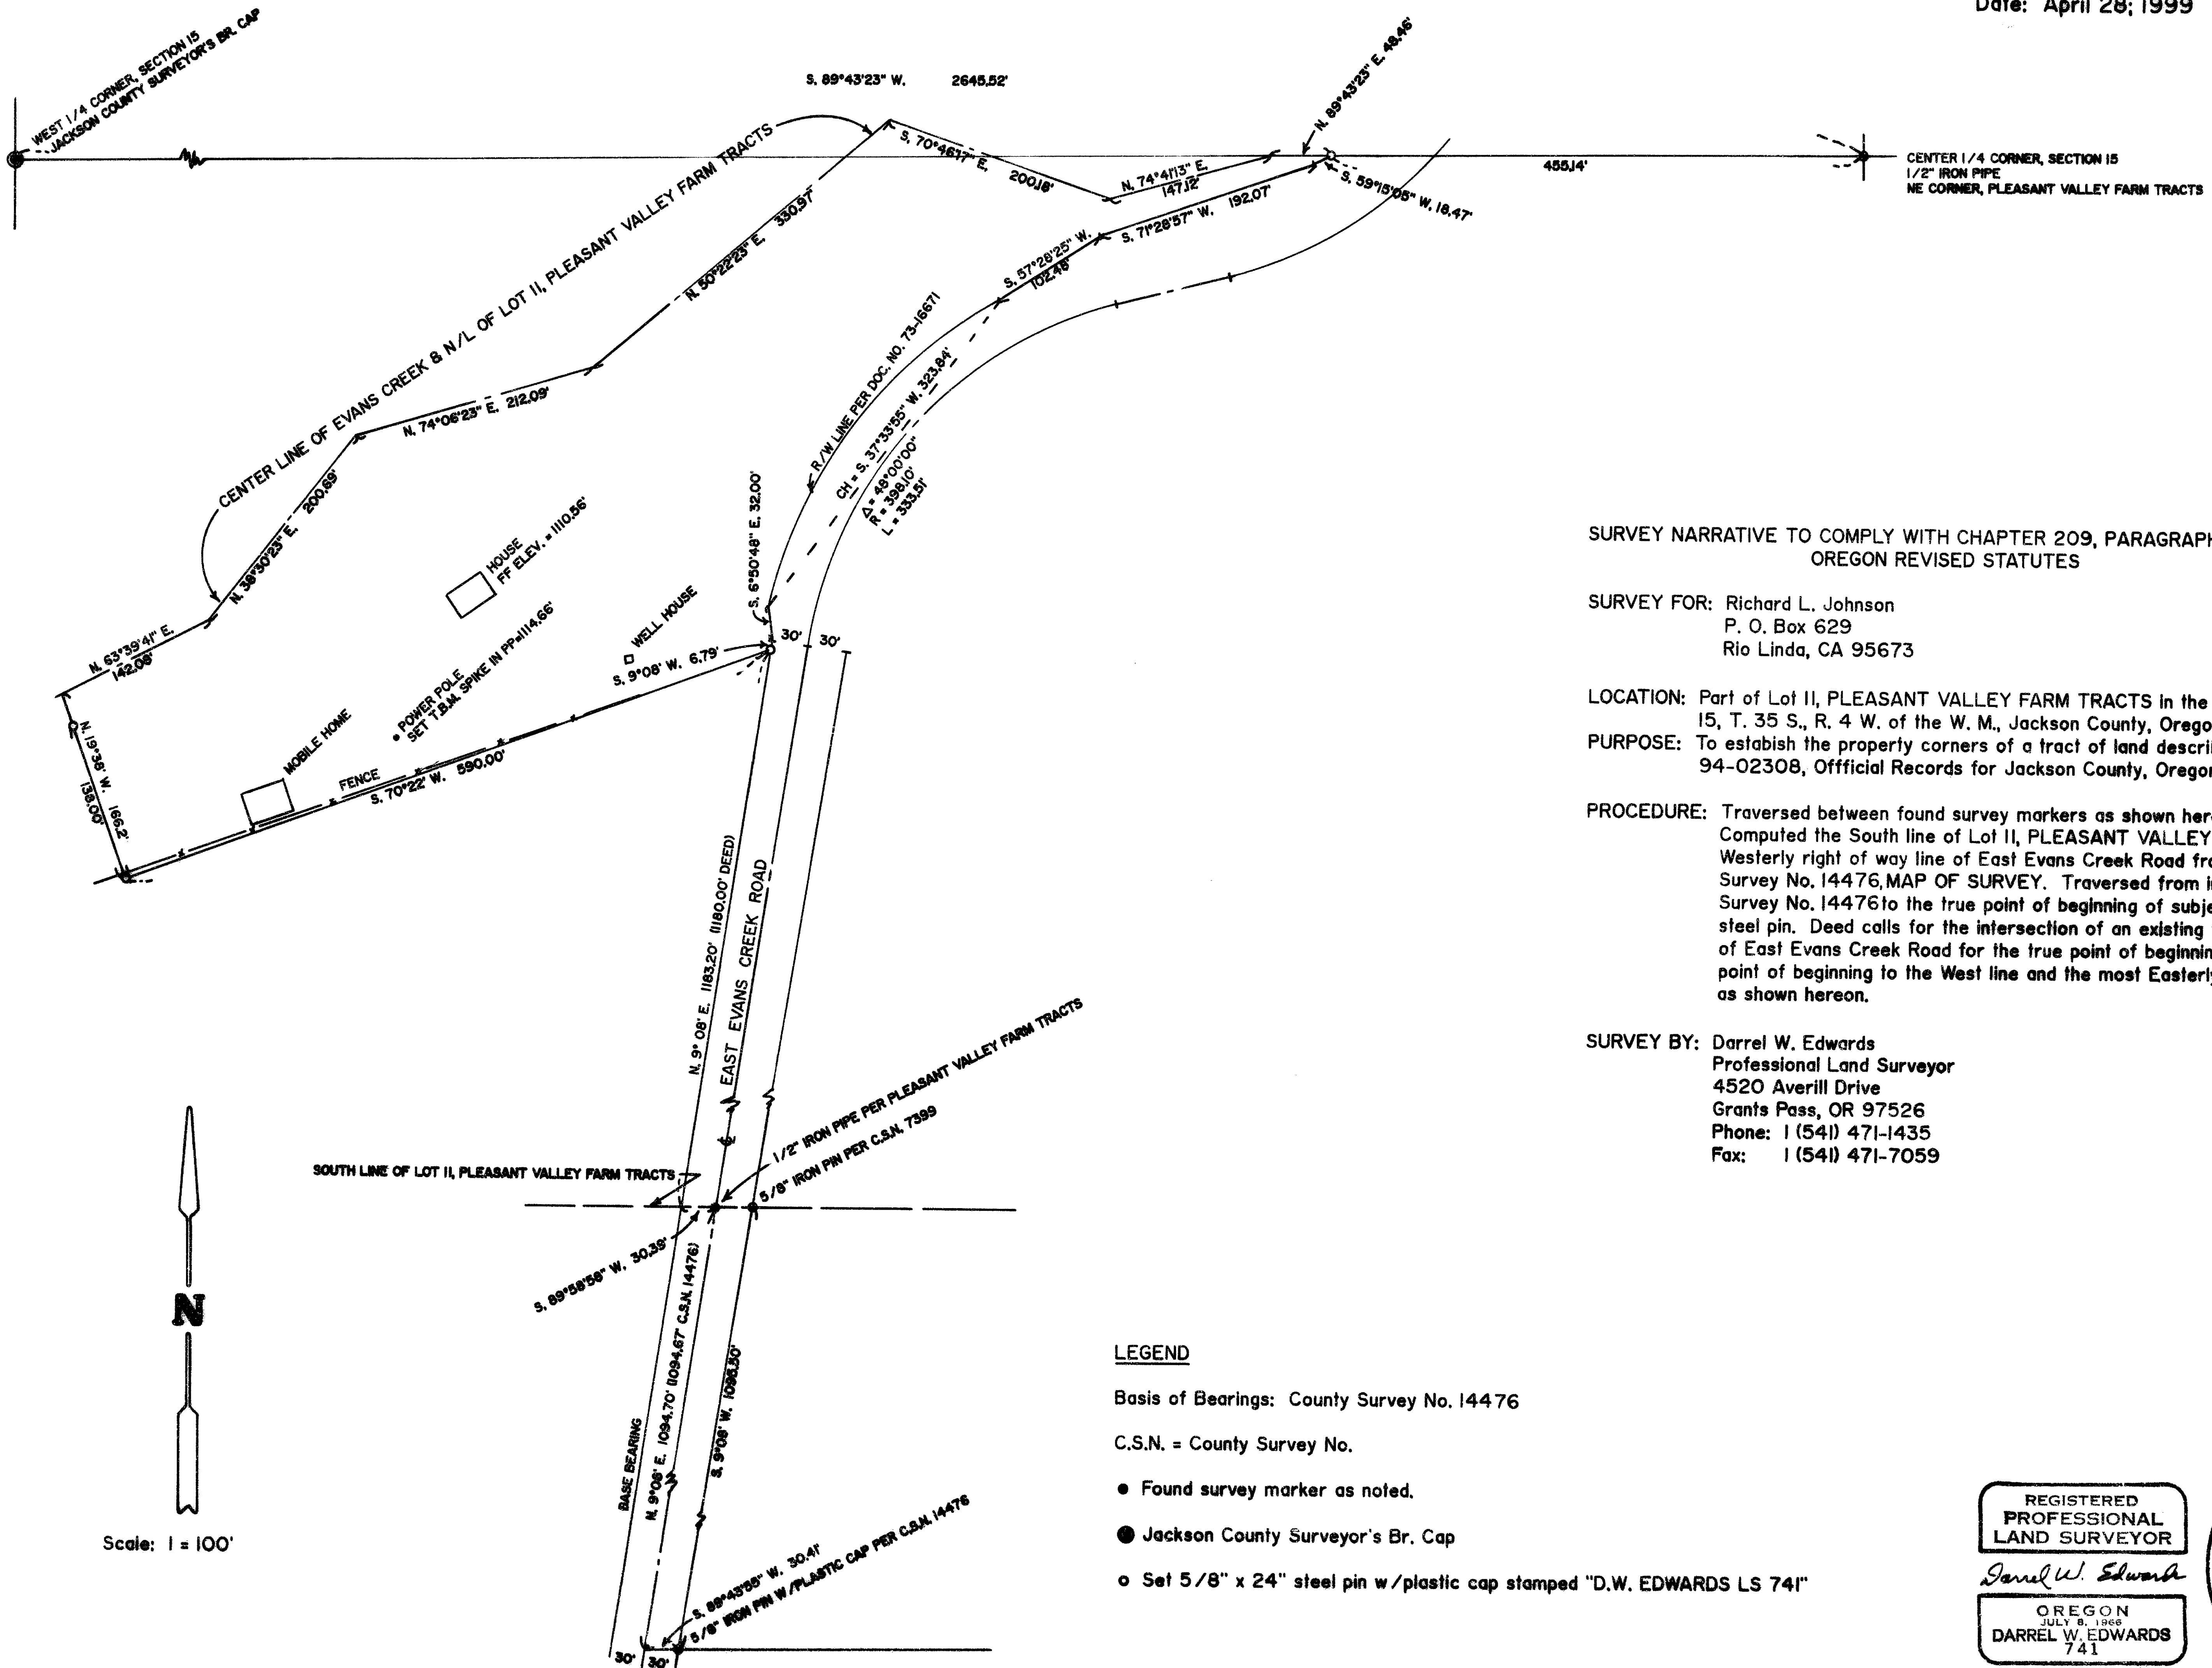 Date: April 28; 1999
WEST 1/4 CORNER, SECTION 15
JACKSON COUNTY SURVEYOR'S BR. CAP
S. 89°43'23" W. 2645.52'
N. 89°43'23" E. 48.46'
455.14'
CENTER 1/4 CORNER, SECTION 15
1/2" IRON PIPE
NE CORNER, PLEASANT VALLEY FARM TRACTS
S. 70°46'17" E.
200.18'
N. 74°41'13" E.
147.12'
S. 59°15'05" W. 18.47'
S. 71°28'57" W. 192.07'
S. 57°28'25" W.
102.48'
CENTER LINE OF EVANS CREEK & N/L OF LOT 11, PLEASANT VALLEY FARM TRACTS
N. 50°22'23" E. 330.97'
N. 74°06'23" E. 212.09'
N. 38°30'23" E. 200.69'
N. 63°39'41" E.
142.06'
R/W LINE PER DOC. NO. 73-16671
CH = S. 37°33'55" W. 323.84'
Δ = 48°00'00"
R = 398.10'
L = 333.51'
S. 6°50'48" E. 32.00'
HOUSE
FF ELEV. = 1110.56'
WELL HOUSE
POWER POLE
SET T.B.M. SPIKE IN PP=1114.66'
MOBILE HOME
S. 9°08' W. 6.79'
30' 30'
FENCE
S. 70°22' W. 590.00'
N. 19°38' W. 166.2'
138.00'
N. 9° 08' E. 1183.20' (1180.00' DEED)
EAST EVANS CREEK ROAD
1/2" IRON PIPE PER PLEASANT VALLEY FARM TRACTS
5/8" IRON PIN PER C.S.N. 7399
SOUTH LINE OF LOT 11, PLEASANT VALLEY FARM TRACTS
S. 89°58'58" W. 30.39'
BASE BEARING
N. 9°08' E. 1094.70' (1094.67' C.S.N. 14476)
S. 9°08' W. 1095.50'
S. 89°43'55" W. 30.41'
5/8" IRON PIN W/PLASTIC CAP PER C.S.N. 14476
30' 30'
N
Scale: 1 = 100'
SURVEY NARRATIVE TO COMPLY WITH CHAPTER 209, PARAGRAPH
OREGON REVISED STATUTES
SURVEY FOR: Richard L. Johnson
P. O. Box 629
Rio Linda, CA 95673
LOCATION: Part of Lot 11, PLEASANT VALLEY FARM TRACTS in the
15, T. 35 S., R. 4 W. of the W. M., Jackson County, Orego
PURPOSE: To estabish the property corners of a tract of land descri
94-02308, Offficial Records for Jackson County, Oregor
PROCEDURE: Traversed between found survey markers as shown her
Computed the South line of Lot 11, PLEASANT VALLEY
Westerly right of way line of East Evans Creek Road fr
Survey No. 14476, MAP OF SURVEY. Traversed from i
Survey No. 14476 to the true point of beginning of subje
steel pin. Deed calls for the intersection of an existing
of East Evans Creek Road for the true point of beginnin
point of beginning to the West line and the most Easterl
as shown hereon.
SURVEY BY: Darrel W. Edwards
Professional Land Surveyor
4520 Averill Drive
Grants Pass, OR 97526
Phone: 1 (541) 471-1435
Fax: 1 (541) 471-7059
LEGEND
Basis of Bearings: County Survey No. 14476
C.S.N. = County Survey No.
Found survey marker as noted.
Jackson County Surveyor's Br. Cap
Set 5/8" x 24" steel pin w/plastic cap stamped "D.W. EDWARDS LS 741"
REGISTERED
PROFESSIONAL
LAND SURVEYOR
Darrel W. Edwards
OREGON
JULY 8, 1966
DARREL W. EDWARDS
741